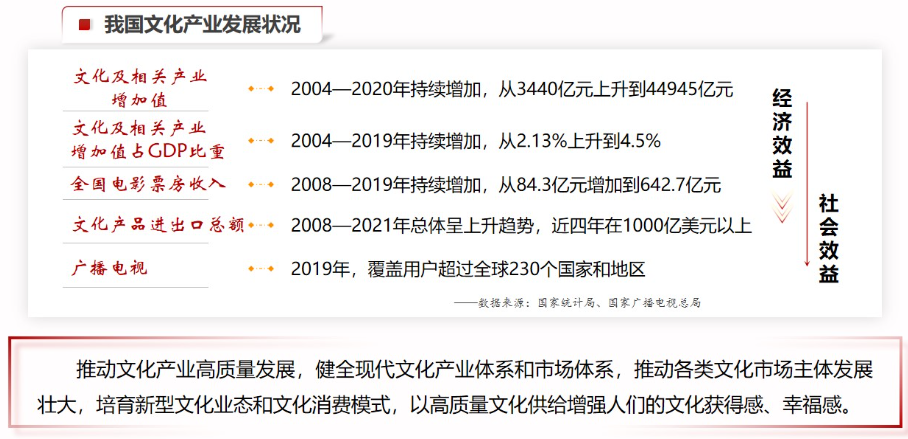 我国文化产业发展状况
文化及相关产业
增加值
2004—2020年持续增加，从3440亿元上升到44945亿元
文化及相关产业
增加值占GDP比重
2004—2019年持续增加，从2.13%上升到4.5%
全国电影票房收入
2008—2019年持续增加，从84.3亿元增加到642.7亿元
文化产品进出口总额
2008—2021年总体呈上升趋势，近四年在1000亿美元以上
广播电视
2019年，覆盖用户超过全球230个国家和地区
经济效益
社会效益
——数据来源：国家统计局、国家广播电视总局
推动文化产业高质量发展，健全现代文化产业体系和市场体系，推动各类文化市场主体发展
壮大，培育新型文化业态和文化消费模式，以高质量文化供给增强人们的文化获得感、幸福感。